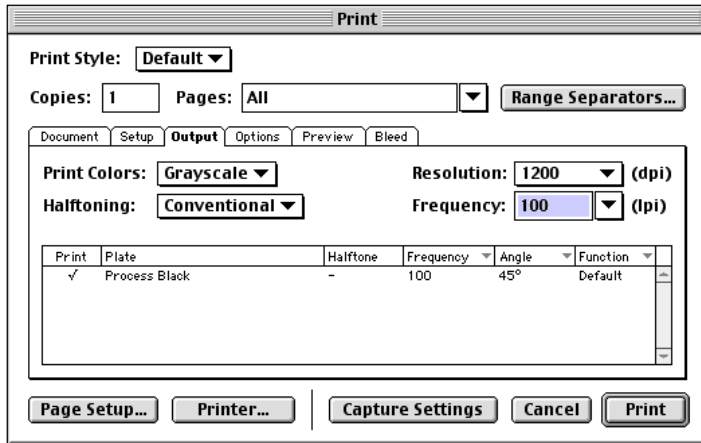 Print
Print Style: Default
Copies: 1 Pages: All Range Separators...
Document Setup Output Options Preview Bleed
Print Colors: Grayscale Resolution: 1200 (dpi)
Halftoning: Conventional Frequency: 100 (lpi)
Print Plate Halftone Frequency Angle Function
√ Process Black – 100 45° Default
Page Setup... Printer... Capture Settings Cancel Print